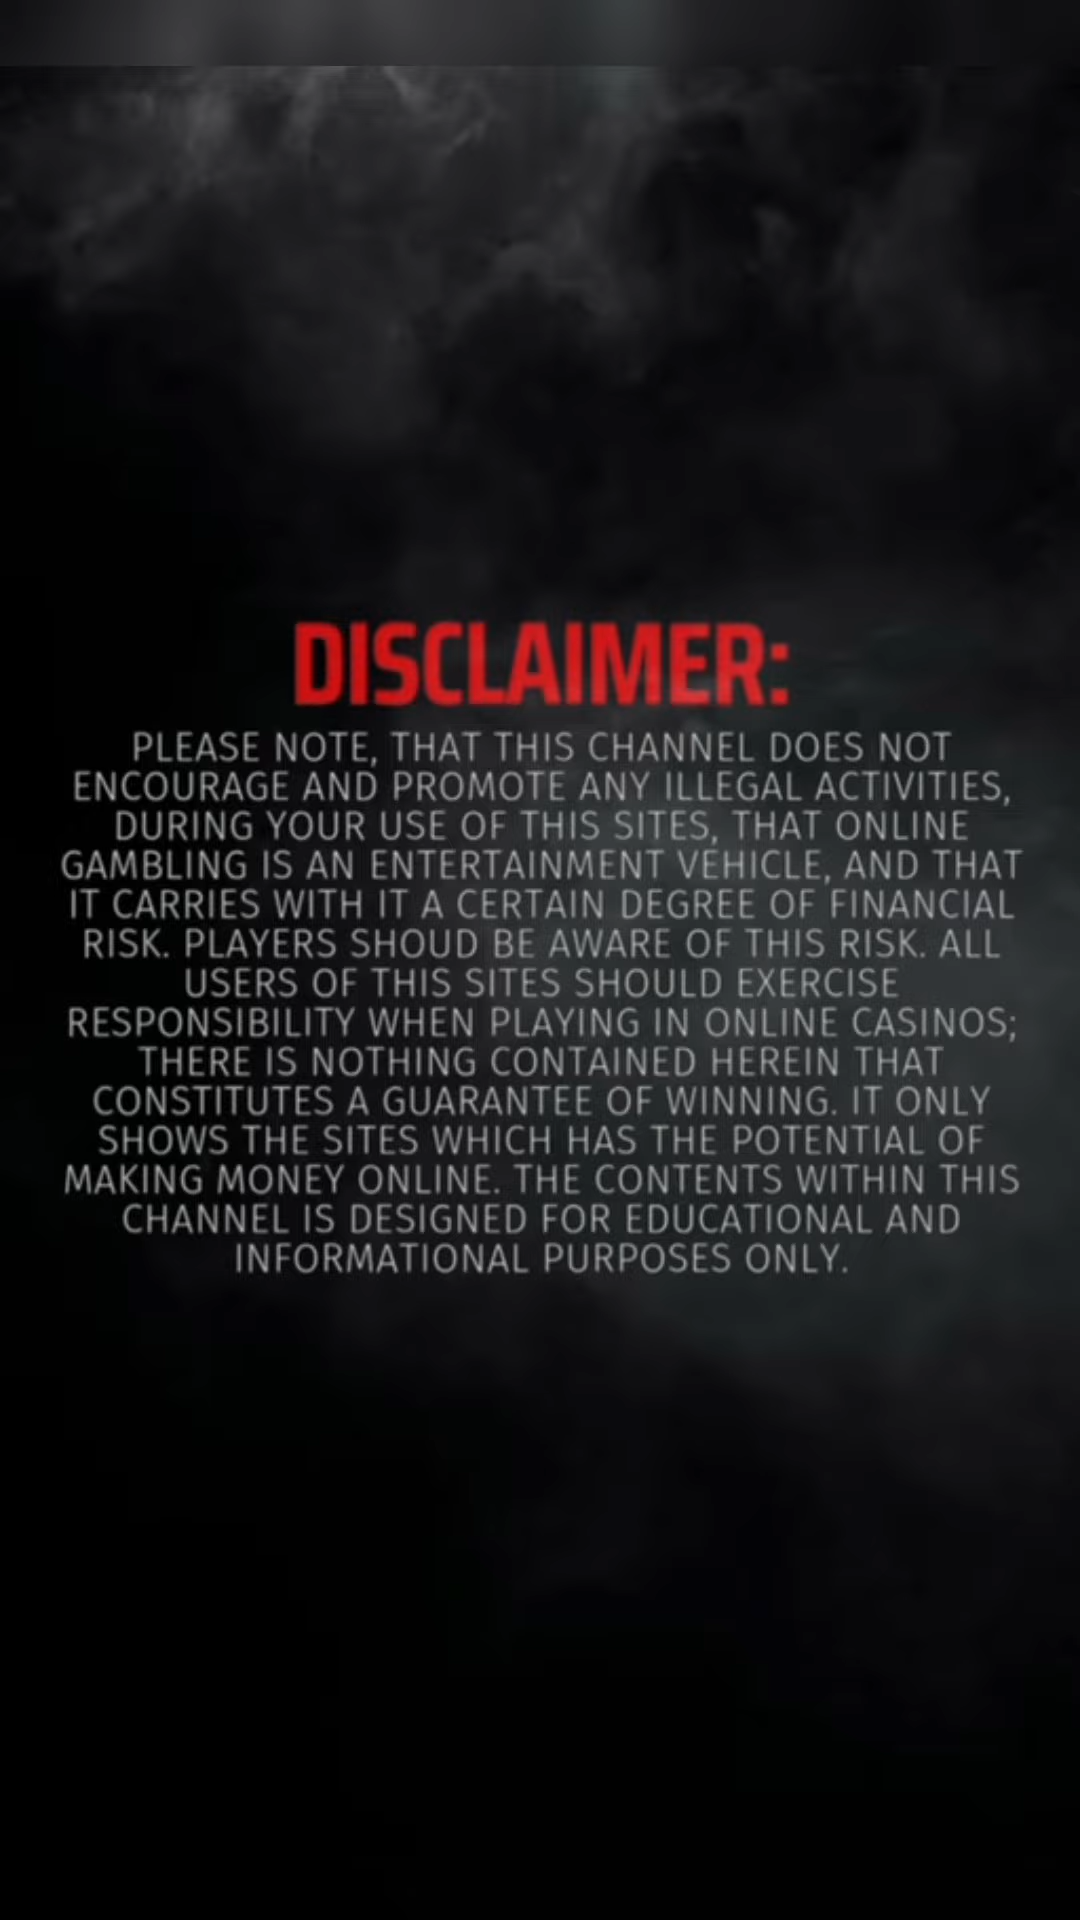 DISCLAIMER:
PLEASE NOTE, THAT THIS CHANNEL DOES NOT
ENCOURAGE AND PROMOTE ANY ILLEGAL ACTIVITIES,
DURING YOUR USE OF THIS SITES, THAT ONLINE
GAMBLING IS AN ENTERTAINMENT VEHICLE, AND THAT
IT CARRIES WITH IT A CERTAIN DEGREE OF FINANCIAL
RISK. PLAYERS SHOUD BE AWARE OF THIS RISK. ALL
USERS OF THIS SITES SHOULD EXERCISE
RESPONSIBILITY WHEN PLAYING IN ONLINE CASINOS;
THERE IS NOTHING CONTAINED HEREIN THAT
CONSTITUTES A GUARANTEE OF WINNING. IT ONLY
SHOWS THE SITES WHICH HAS THE POTENTIAL OF
MAKING MONEY ONLINE. THE CONTENTS WITHIN THIS
CHANNEL IS DESIGNED FOR EDUCATIONAL AND
INFORMATIONAL PURPOSES ONLY.